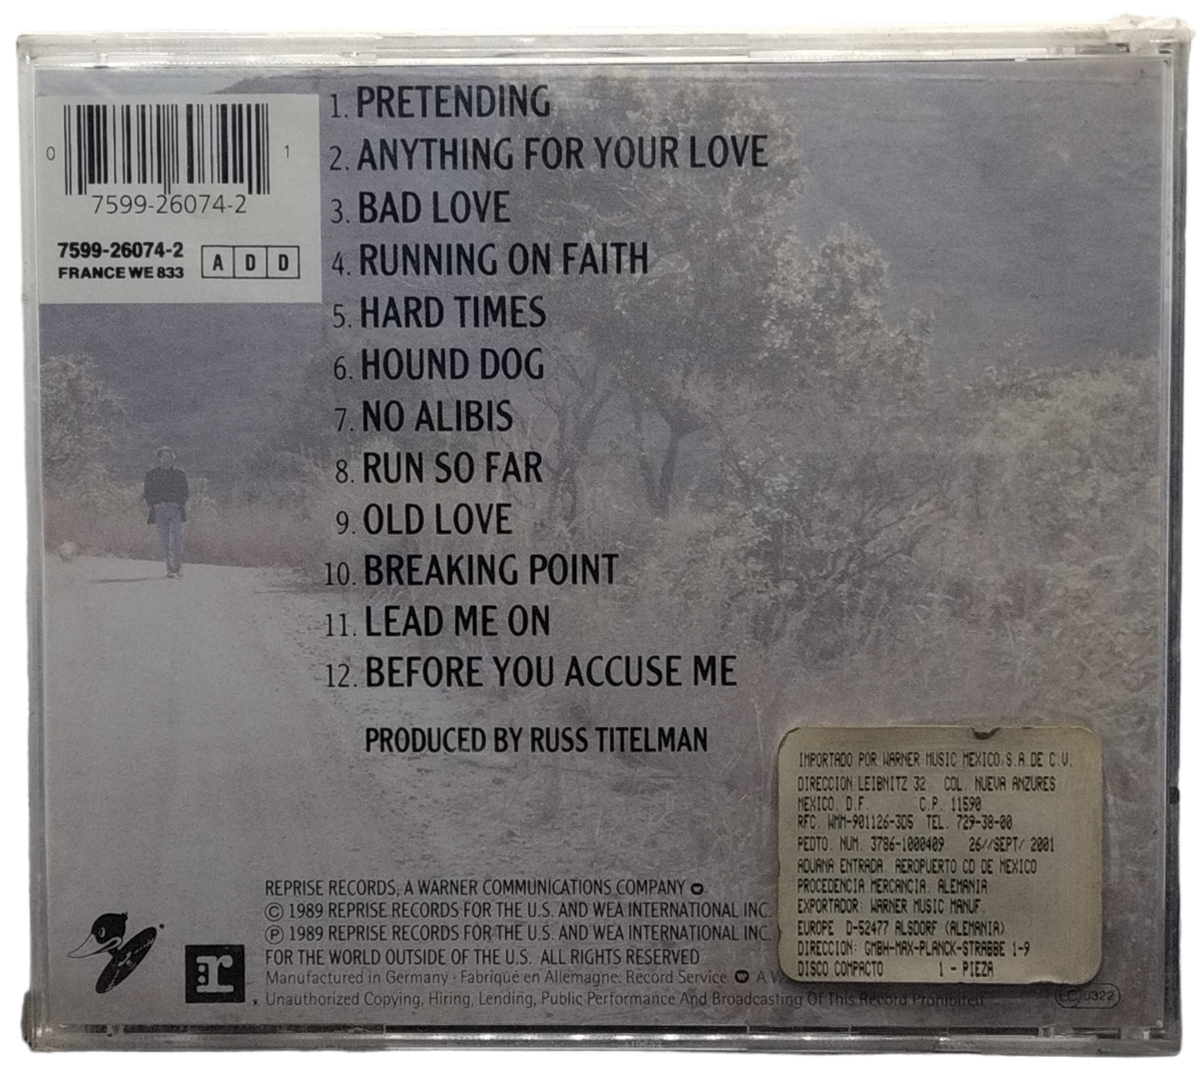 0 1
7599-26074-2
7599-26074-2
FRANCE WE 833
A D D
1. PRETENDING
2. ANYTHING FOR YOUR LOVE
3. BAD LOVE
4. RUNNING ON FAITH
5. HARD TIMES
6. HOUND DOG
7. NO ALIBIS
8. RUN SO FAR
9. OLD LOVE
10. BREAKING POINT
11. LEAD ME ON
12. BEFORE YOU ACCUSE ME
PRODUCED BY RUSS TITELMAN
REPRISE RECORDS, A WARNER COMMUNICATIONS COMPANY
© 1989 REPRISE RECORDS FOR THE U.S. AND WEA INTERNATIONAL INC.
℗ 1989 REPRISE RECORDS FOR THE U.S. AND WEA INTERNATIONAL INC.
FOR THE WORLD OUTSIDE OF THE U.S. ALL RIGHTS RESERVED
Manufactured in Germany · Fabriqué en Allemagne. Record Service A W
Unauthorized Copying, Hiring, Lending, Public Performance And Broadcasting Of This Record Prohibited
LC 0322
r
IMPORTADO POR WARNER MUSIC MEXICO,S.A DE C.V.
DIRECCION LEIBNITZ 32 COL. NUEVA ANZURES
MEXICO. D.F. C.P. 11590
RFC. WMM-901126-3D5 TEL. 729-38-00
PEDTO. NUM. 3786-1000409 26//SEPT/ 2001
ADUANA ENTRADA. AEROPUERTO CD DE MEXICO
PROCEDENCIA MERCANCIA. ALEMANIA
EXPORTADOR: WARNER MUSIC MANUF.
EUROPE D-52477 ALSDORF (ALEMANIA)
DIRECCION: GMBH-MAX-PLANCK-STRABBE 1-9
DISCO COMPACTO 1 - PIEZA